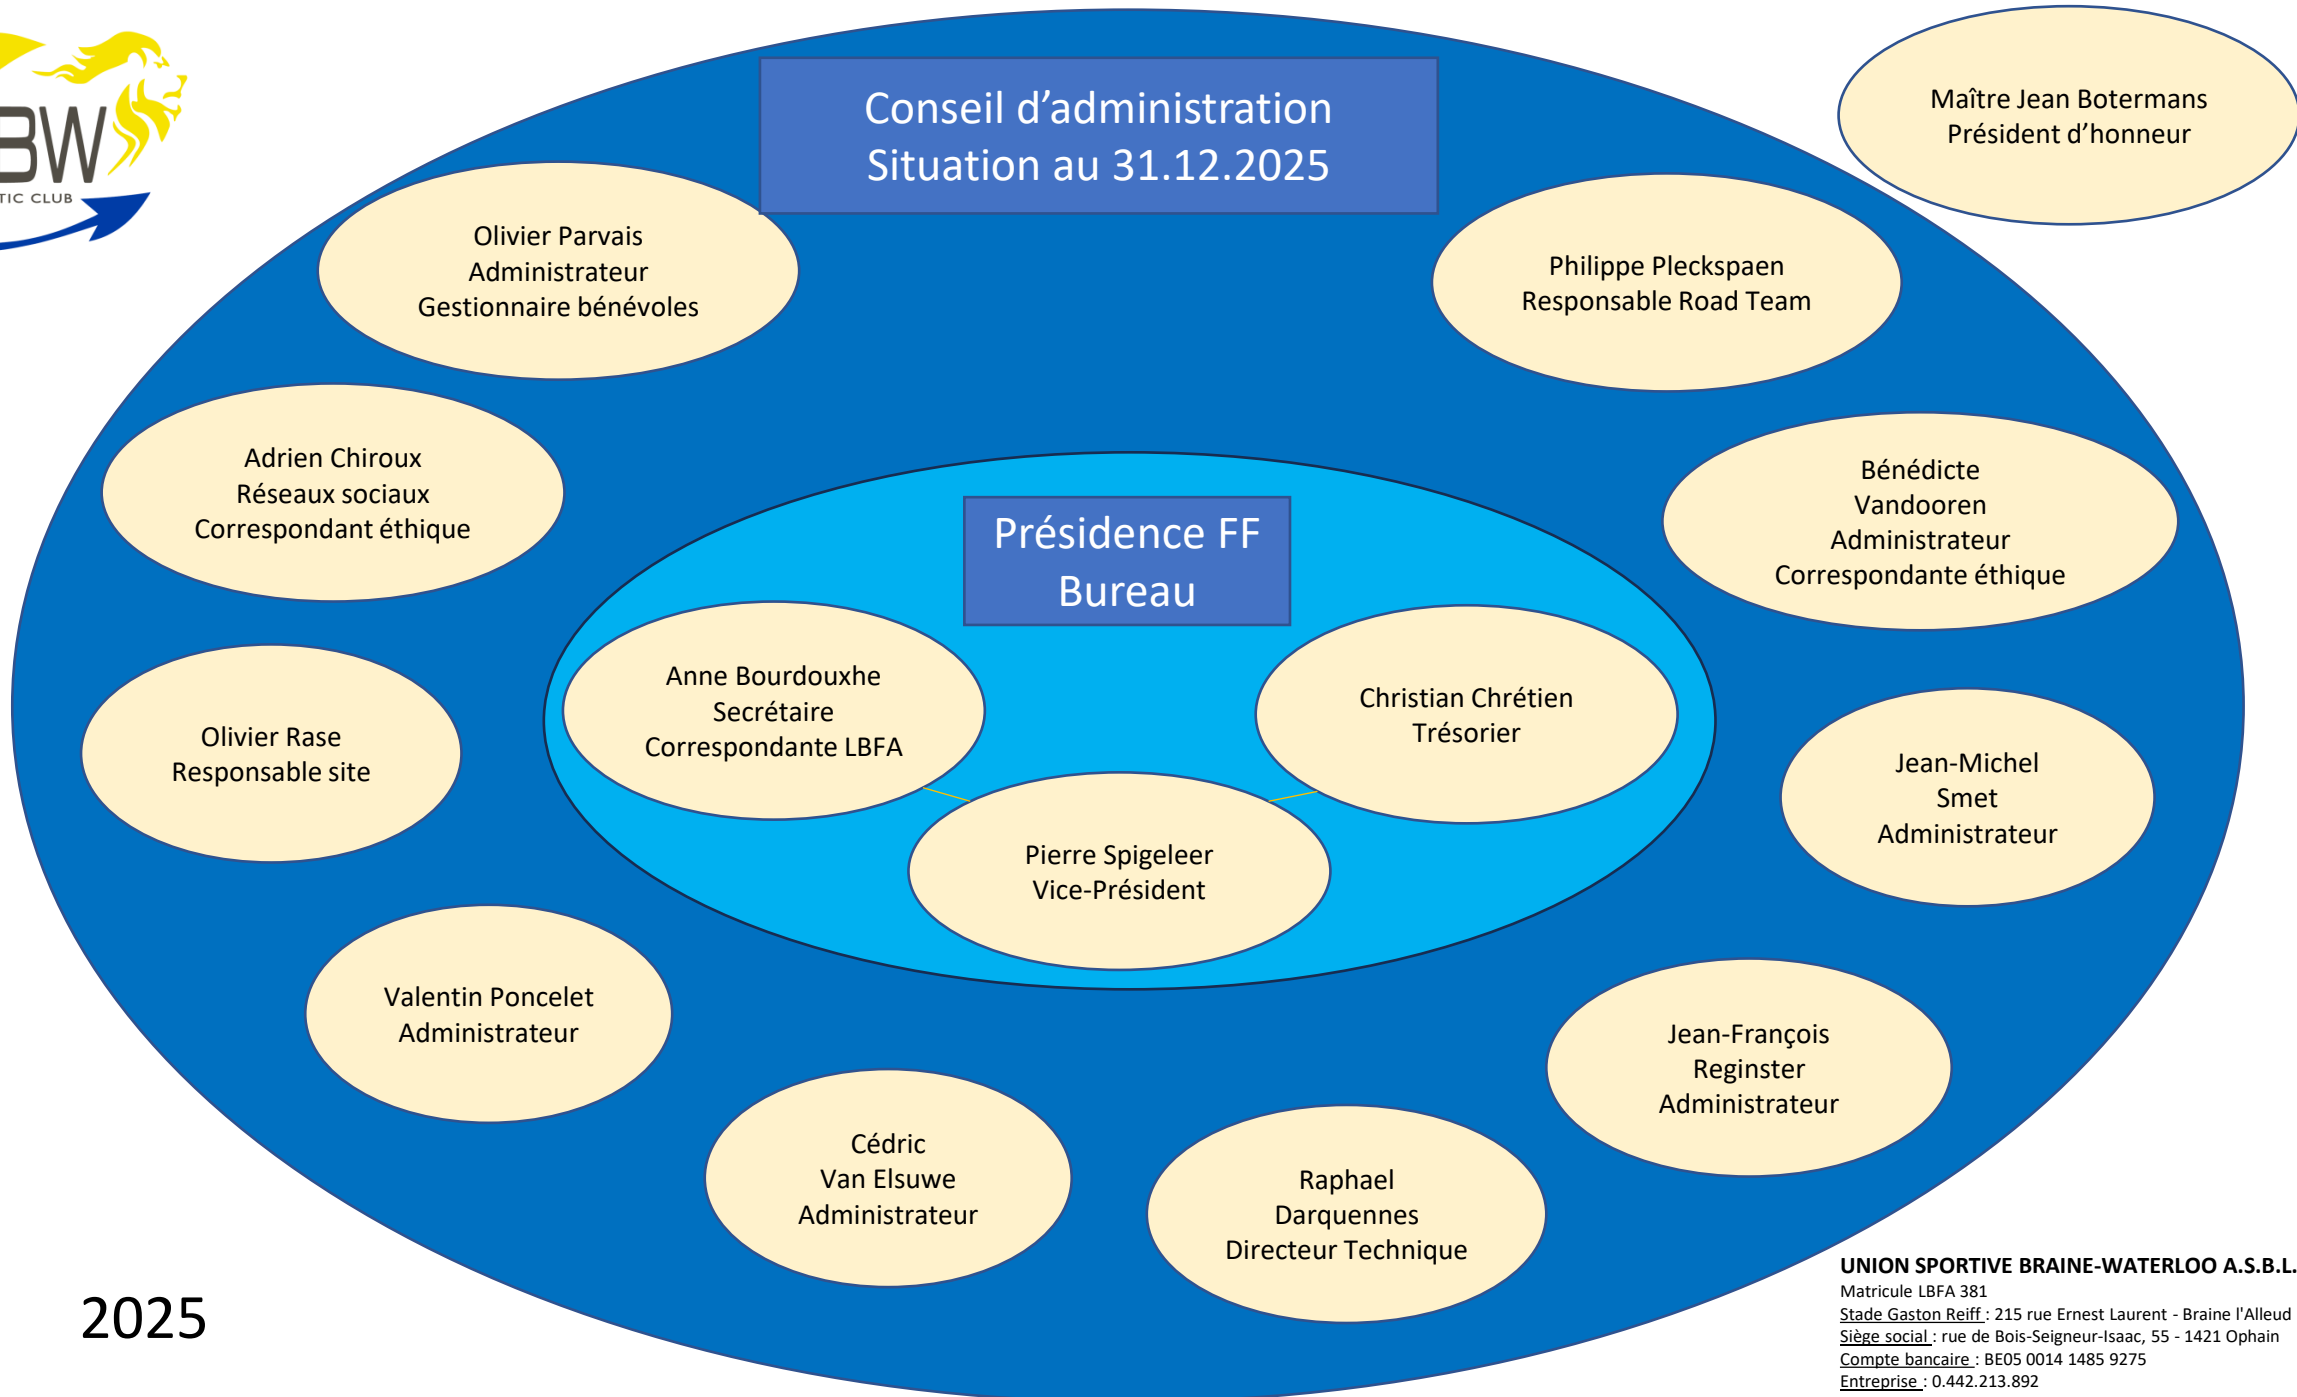 BW
TIC CLUB
Conseil d’administration
Situation au 31.12.2025
Maître Jean Botermans
Président d’honneur
Olivier Parvais
Administrateur
Gestionnaire bénévoles
Philippe Pleckspaen
Responsable Road Team
Adrien Chiroux
Réseaux sociaux
Correspondant éthique
Bénédicte
Vandooren
Administrateur
Correspondante éthique
Présidence FF
Bureau
Anne Bourdouxhe
Secrétaire
Correspondante LBFA
Christian Chrétien
Trésorier
Olivier Rase
Responsable site
Jean-Michel
Smet
Administrateur
Pierre Spigeleer
Vice-Président
Valentin Poncelet
Administrateur
Jean-François
Reginster
Administrateur
Cédric
Van Elsuwe
Administrateur
Raphael
Darquennes
Directeur Technique
2025
UNION SPORTIVE BRAINE-WATERLOO A.S.B.L.
Matricule LBFA 381
Stade Gaston Reiff : 215 rue Ernest Laurent - Braine l'Alleud
Siège social : rue de Bois-Seigneur-Isaac, 55 - 1421 Ophain
Compte bancaire : BE05 0014 1485 9275
Entreprise : 0.442.213.892